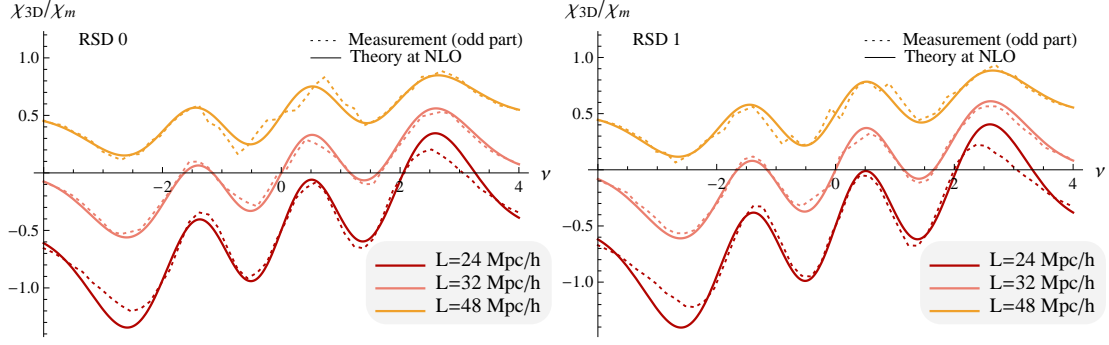 χ3D/χm
RSD 0
Measurement (odd part)
Theory at NLO
1.0
0.5
-0.5
-1.0
-2
0
2
4
ν
L=24 Mpc/h
L=32 Mpc/h
L=48 Mpc/h
χ3D/χm
RSD 1
Measurement (odd part)
Theory at NLO
1.0
0.5
-0.5
-1.0
-2
0
2
4
ν
L=24 Mpc/h
L=32 Mpc/h
L=48 Mpc/h